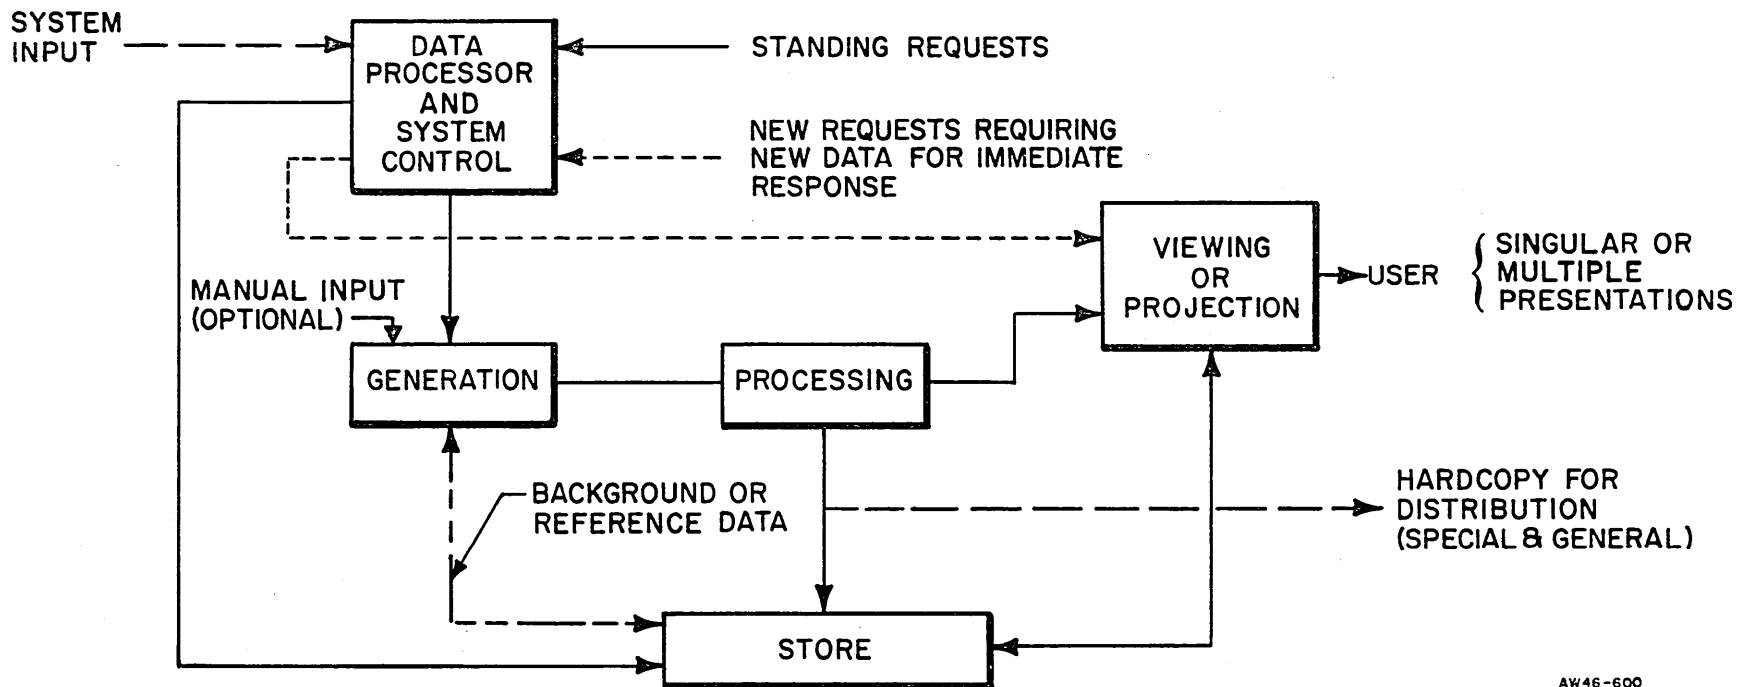 SYSTEM
INPUT
DATA
PROCESSOR
AND
SYSTEM
CONTROL
STANDING REQUESTS
NEW REQUESTS REQUIRING
NEW DATA FOR IMMEDIATE
RESPONSE
VIEWING
OR
PROJECTION
USER
SINGULAR OR
MULTIPLE
PRESENTATIONS
MANUAL INPUT
(OPTIONAL)
GENERATION
PROCESSING
BACKGROUND OR
REFERENCE DATA
HARDCOPY FOR
DISTRIBUTION
(SPECIAL & GENERAL)
STORE
AW46-600